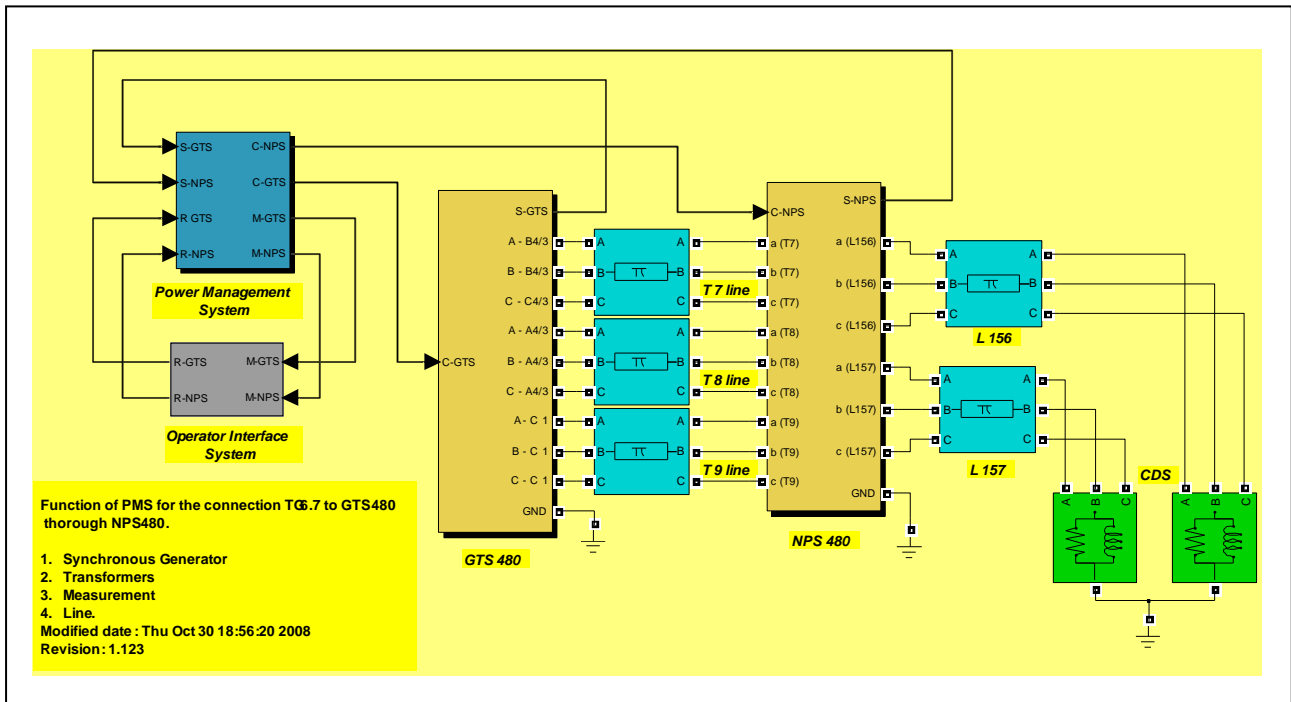 S-GTS C-NPS
S-NPS C-GTS
R GTS M-GTS
R-NPS M-NPS
Power Management
System
R-GTS M-GTS
R-NPS M-NPS
Operator Interface
System
S-GTS
C-GTS
A - B4/3
B - B4/3
C - C4/3
A - A4/3
B - A4/3
C - A4/3
A - C 1
B - C 1
C - C 1
GND
GTS 480
A A
B π B
C C
T 7 line
A A
B π B
C C
T 8 line
A A
B π B
C C
T 9 line
C-NPS
S-NPS
a (T7)
b (T7)
c (T7)
a (T8)
b (T8)
c (T8)
a (T9)
b (T9)
c (T9)
a (L156)
b (L156)
c (L156)
a (L157)
b (L157)
c (L157)
GND
NPS 480
A A
B π B
C C
L 156
A A
B π B
C C
L 157
CDS
A B C
A B C
Function of PMS for the connection TG6.7 to GTS480
thorough NPS480.
1. Synchronous Generator
2. Transformers
3. Measurement
4. Line.
Modified date : Thu Oct 30 18:56:20 2008
Revision : 1.123